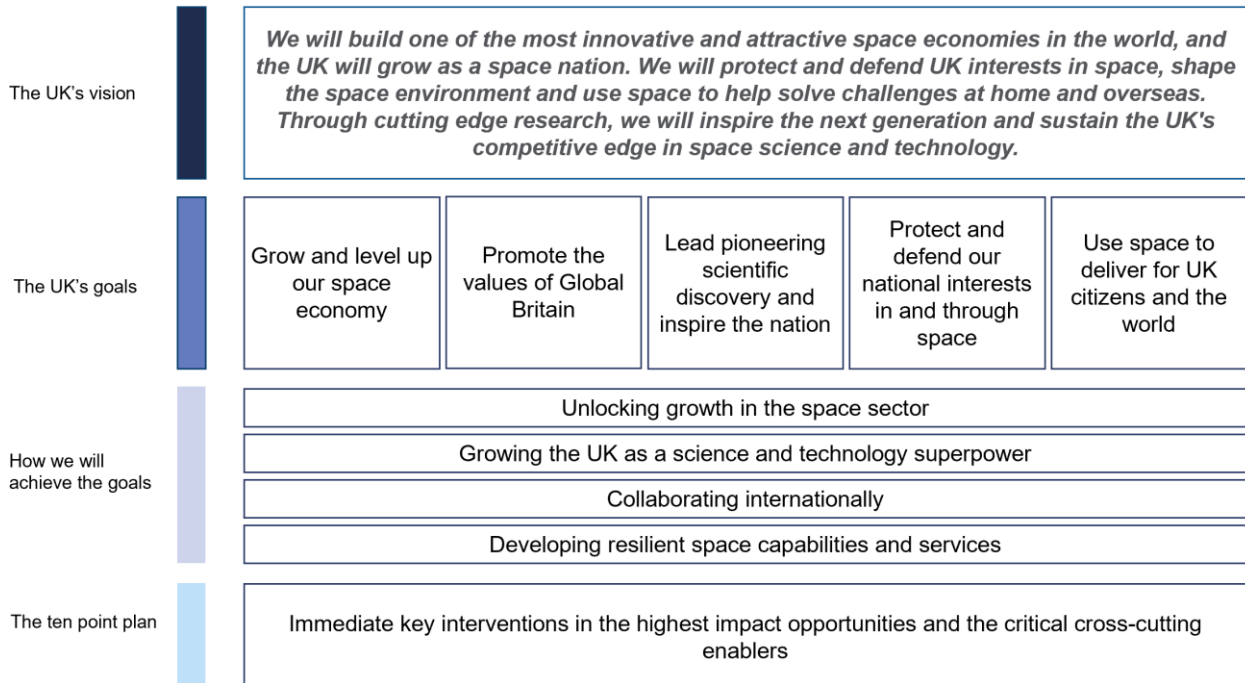 The UK's vision
We will build one of the most innovative and attractive space economies in the world, and
the UK will grow as a space nation. We will protect and defend UK interests in space, shape
the space environment and use space to help solve challenges at home and overseas.
Through cutting edge research, we will inspire the next generation and sustain the UK's
competitive edge in space science and technology.
The UK's goals
Grow and level up
our space
economy
Promote the
values of Global
Britain
Lead pioneering
scientific
discovery and
inspire the nation
Protect and
defend our
national interests
in and through
space
Use space to
deliver for UK
citizens and the
world
How we will
achieve the goals
Unlocking growth in the space sector
Growing the UK as a science and technology superpower
Collaborating internationally
Developing resilient space capabilities and services
The ten point plan
Immediate key interventions in the highest impact opportunities and the critical cross-cutting
enablers